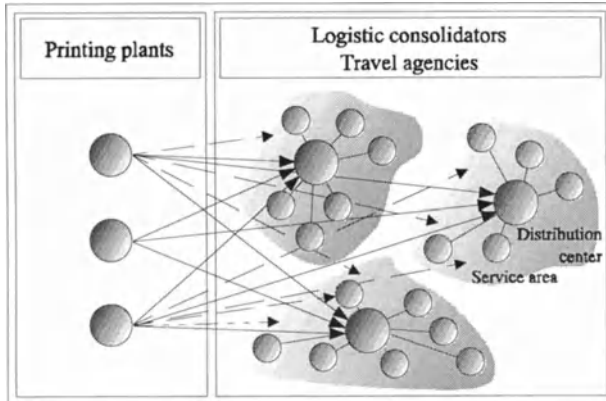 Printing plants
Logistic consolidators
Travel agencies
Distribution
center
Service area